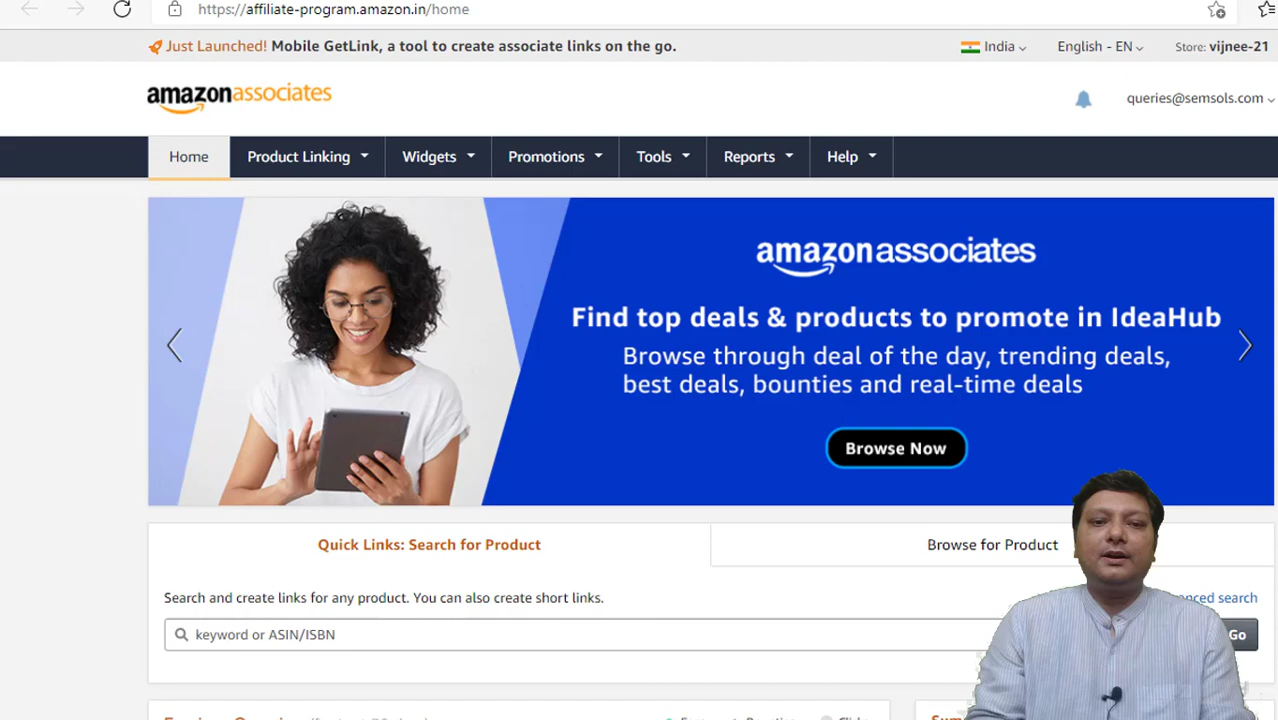 https://affiliate-program.amazon.in/home
Just Launched! Mobile GetLink, a tool to create associate links on the go.
India
English - EN
Store: vijnee-21
amazonassociates
queries@semsols.com
Home
Product Linking
Widgets
Promotions
Tools
Reports
Help
amazonassociates
Find top deals & products to promote in IdeaHub
Browse through deal of the day, trending deals,
best deals, bounties and real-time deals
Browse Now
Quick Links: Search for Product
Browse for Product
Search and create links for any product. You can also create short links.
search
keyword or ASIN/ISBN
Go